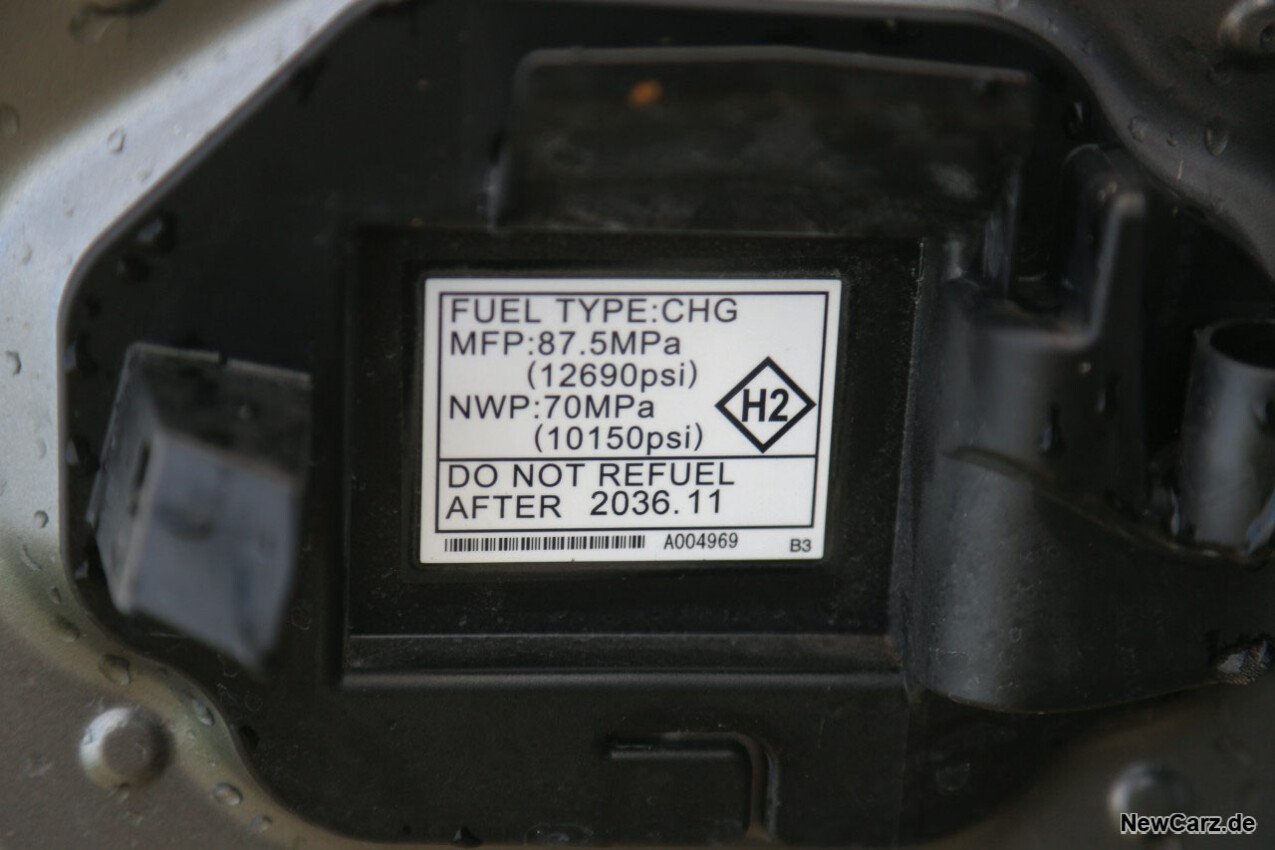 FUEL TYPE:CHG
MFP:87.5MPa
(12690psi)
NWP:70MPa
(10150psi)
H2
DO NOT REFUEL
AFTER 2036.11
A004969 B3
NewCarz.de